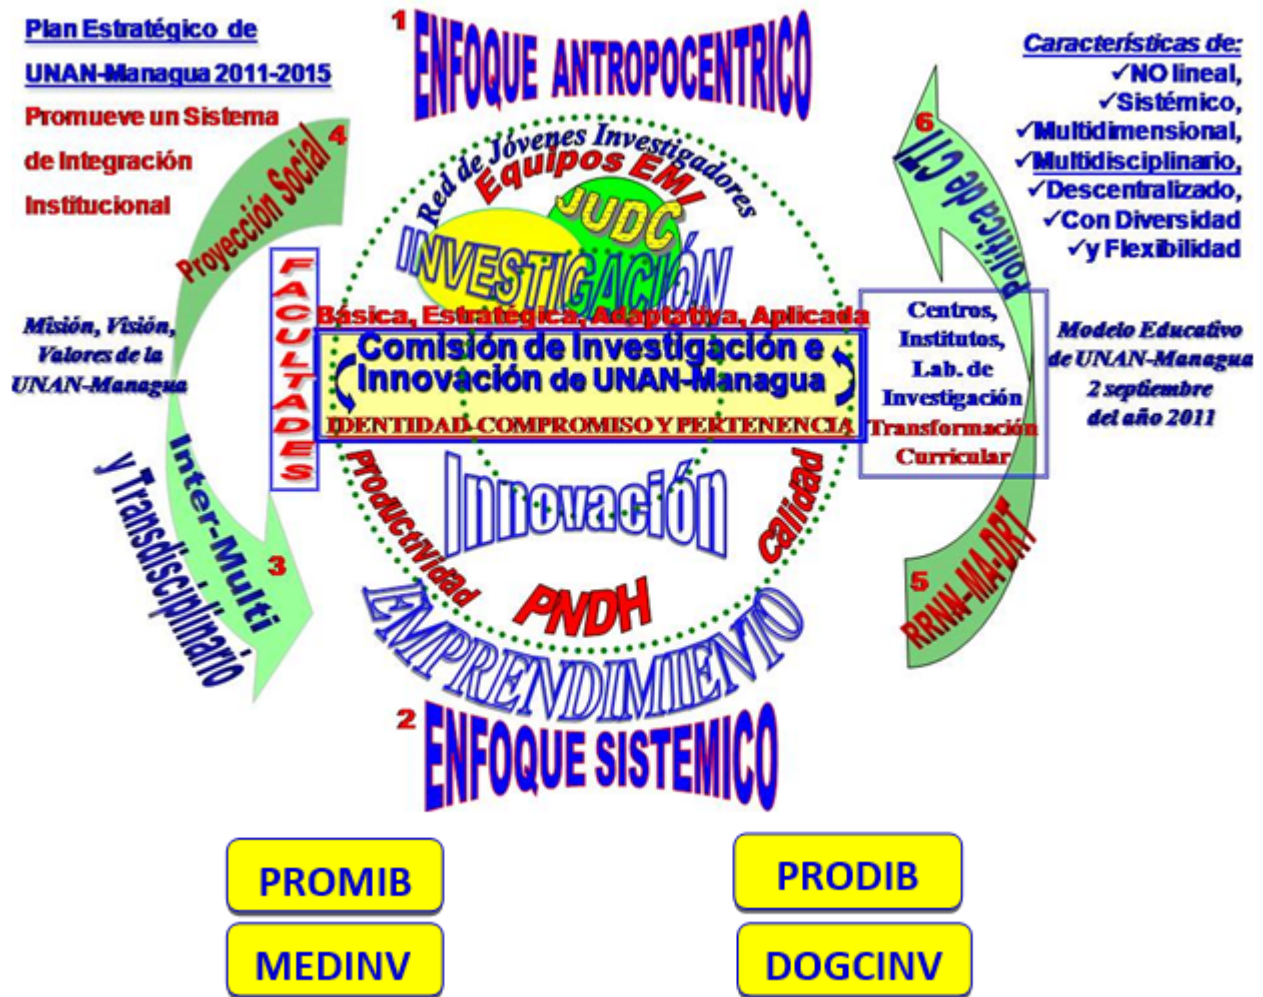 Plan Estratégico de
UNAN-Managua 2011-2015
Promueve un Sistema
de Integración
Institucional
1
ENFOQUE ANTROPOCENTRICO
Características de:
✓NO lineal,
✓Sistémico,
✓Multidimensional,
✓Multidisciplinario,
✓Descentralizado,
✓Con Diversidad
✓y Flexibilidad
4
Proyección Social
6
Política de CTI
Red de Jóvenes Investigadores
Equipos EMI
JUDC
INVESTIGACIÓN
Básica, Estratégica, Adaptativa, Aplicada
Comisión de Investigación e
Innovación de UNAN-Managua
IDENTIDAD-COMPROMISO Y PERTENENCIA
FACULTADES
Misión, Visión,
Valores de la
UNAN-Managua
Centros,
Institutos,
Lab. de
Investigación
Transformación
Curricular
Modelo Educativo
de UNAN-Managua
2 septiembre
del año 2011
Inter-Multi
y Transdisciplinario
3
Productividad
Innovación
Calidad
PNDH
EMPRENDIMIENTO
5
RRNN-MA-DRT
2
ENFOQUE SISTEMICO
PROMIB
PRODIB
MEDINV
DOGCINV